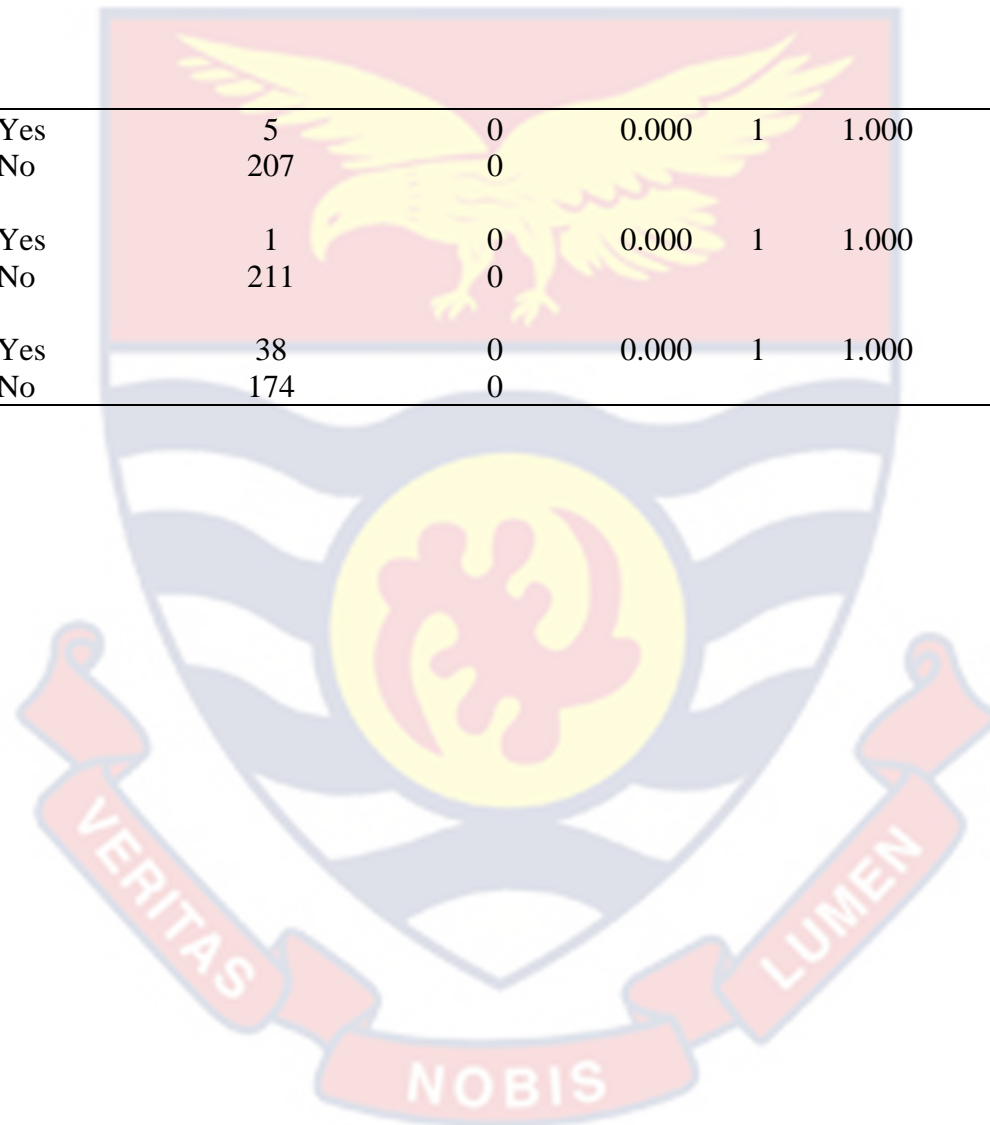 Yes 5 0 0.000 1 1.000
No 207 0
Yes 1 0 0.000 1 1.000
No 211 0
Yes 38 0 0.000 1 1.000
No 174 0
VERITAS
NOBIS
LUMEN